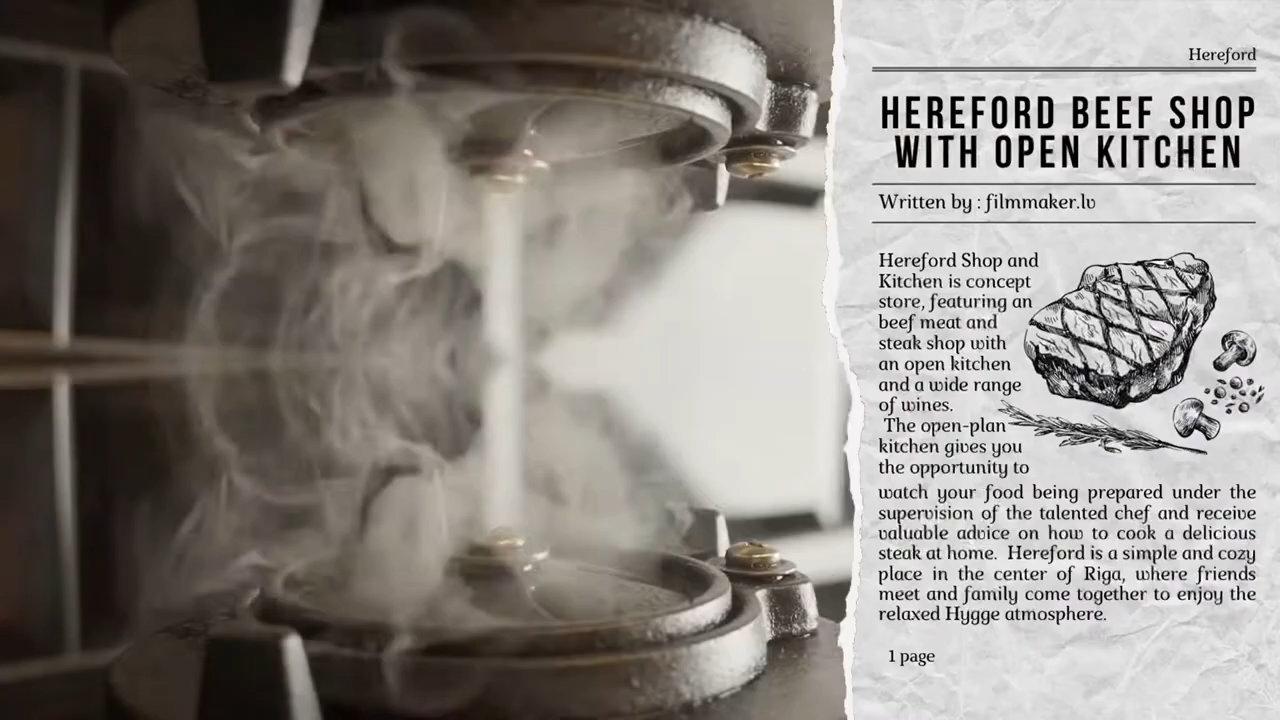 Hereford
HEREFORD BEEF SHOP
WITH OPEN KITCHEN
Written by : filmmaker.lv
Hereford Shop and
Kitchen is concept
store, featuring an
beef meat and
steak shop with
an open kitchen
and a wide range
of wines.
The open-plan
kitchen gives you
the opportunity to
watch your food being prepared under the
supervision of the talented chef and receive
valuable advice on how to cook a delicious
steak at home. Hereford is a simple and cozy
place in the center of Riga, where friends
meet and family come together to enjoy the
relaxed Hygge atmosphere.
1 page